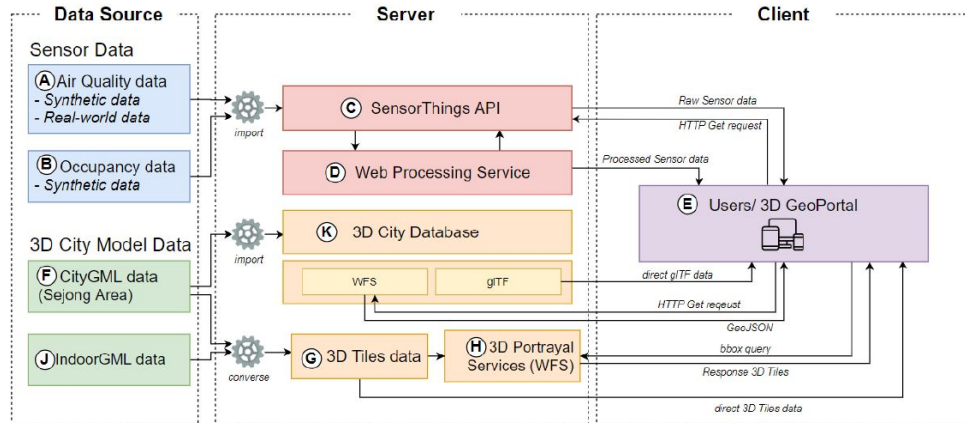 Data Source
Server
Client
Sensor Data
A Air Quality data
- Synthetic data
- Real-world data
import
C SensorThings API
Raw Sensor data
HTTP Get request
B Occupancy data
- Synthetic data
D Web Processing Service
Processed Sensor data
E Users/ 3D GeoPortal
3D City Model Data
F CityGML data
(Sejong Area)
import
K 3D City Database
WFS
glTF
direct glTF data
HTTP Get reqeust
GeoJSON
J IndoorGML data
converse
G 3D Tiles data
H 3D Portrayal
Services (WFS)
bbox query
Response 3D Tiles
direct 3D Tiles data